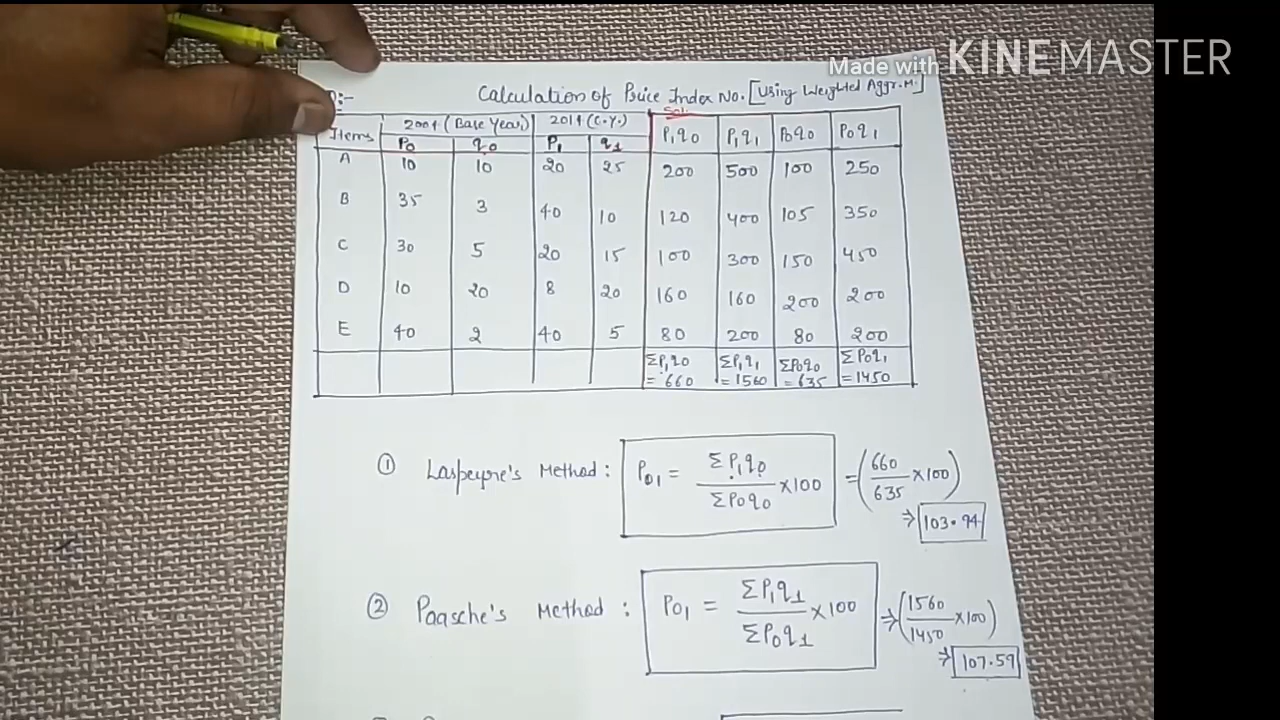 Made with KINEMASTER
Calculation of Price Index No. [Using Weighted Aggr. M.]
Sol:
Items 2004 (Base Year) 2014 (C.Y.) P₁q₀ P₁q₁ P₀q₀ P₀q₁
P₀ q₀ P₁ q₁
A 10 10 20 25 200 500 100 250
B 35 3 40 10 120 400 105 350
C 30 5 20 15 100 300 150 450
D 10 20 8 20 160 160 200 200
E 40 2 40 5 80 200 80 200
ΣP₁q₀ = 660 ΣP₁q₁ = 1560 ΣP₀q₀ = 635 ΣP₀q₁ = 1450
① Laspeyre's Method : P₀₁ = ΣP₁q₀ / ΣP₀q₀ × 100 = (660 / 635 × 100)
⇒ 103.94
② Paasche's Method : P₀₁ = ΣP₁q₁ / ΣP₀q₁ × 100 ⇒ (1560 / 1450 × 100)
⇒ 107.59